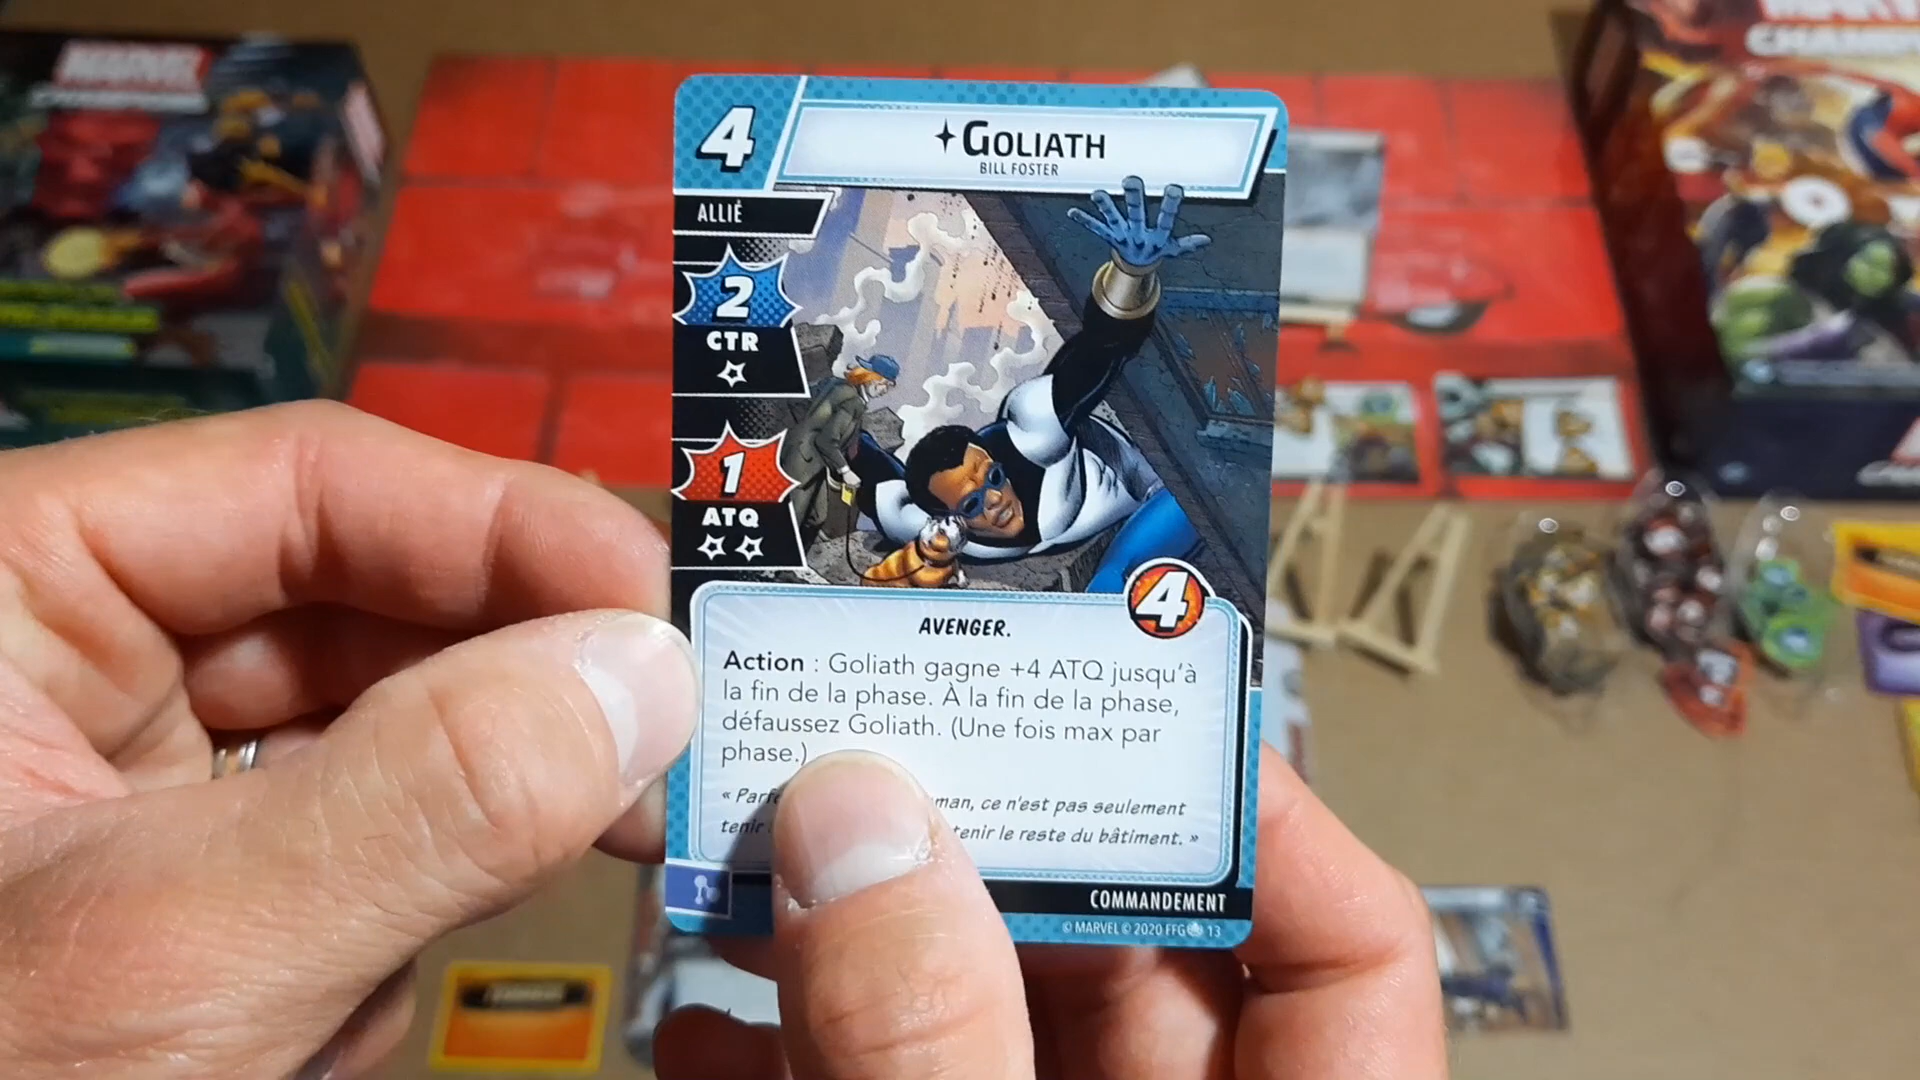 MARVEL
CHAMPIONS
4
GOLIATH
BILL FOSTER
ALLIÉ
2
CTR
1
ATQ
4
AVENGER.
Action : Goliath gagne +4 ATQ jusqu'à
la fin de la phase. À la fin de la phase,
défaussez Goliath. (Une fois max par
phase.)
« man, ce n'est pas seulement
tenir tenir le reste du bâtiment. »
COMMANDEMENT
© MARVEL © 2020 FFG 13